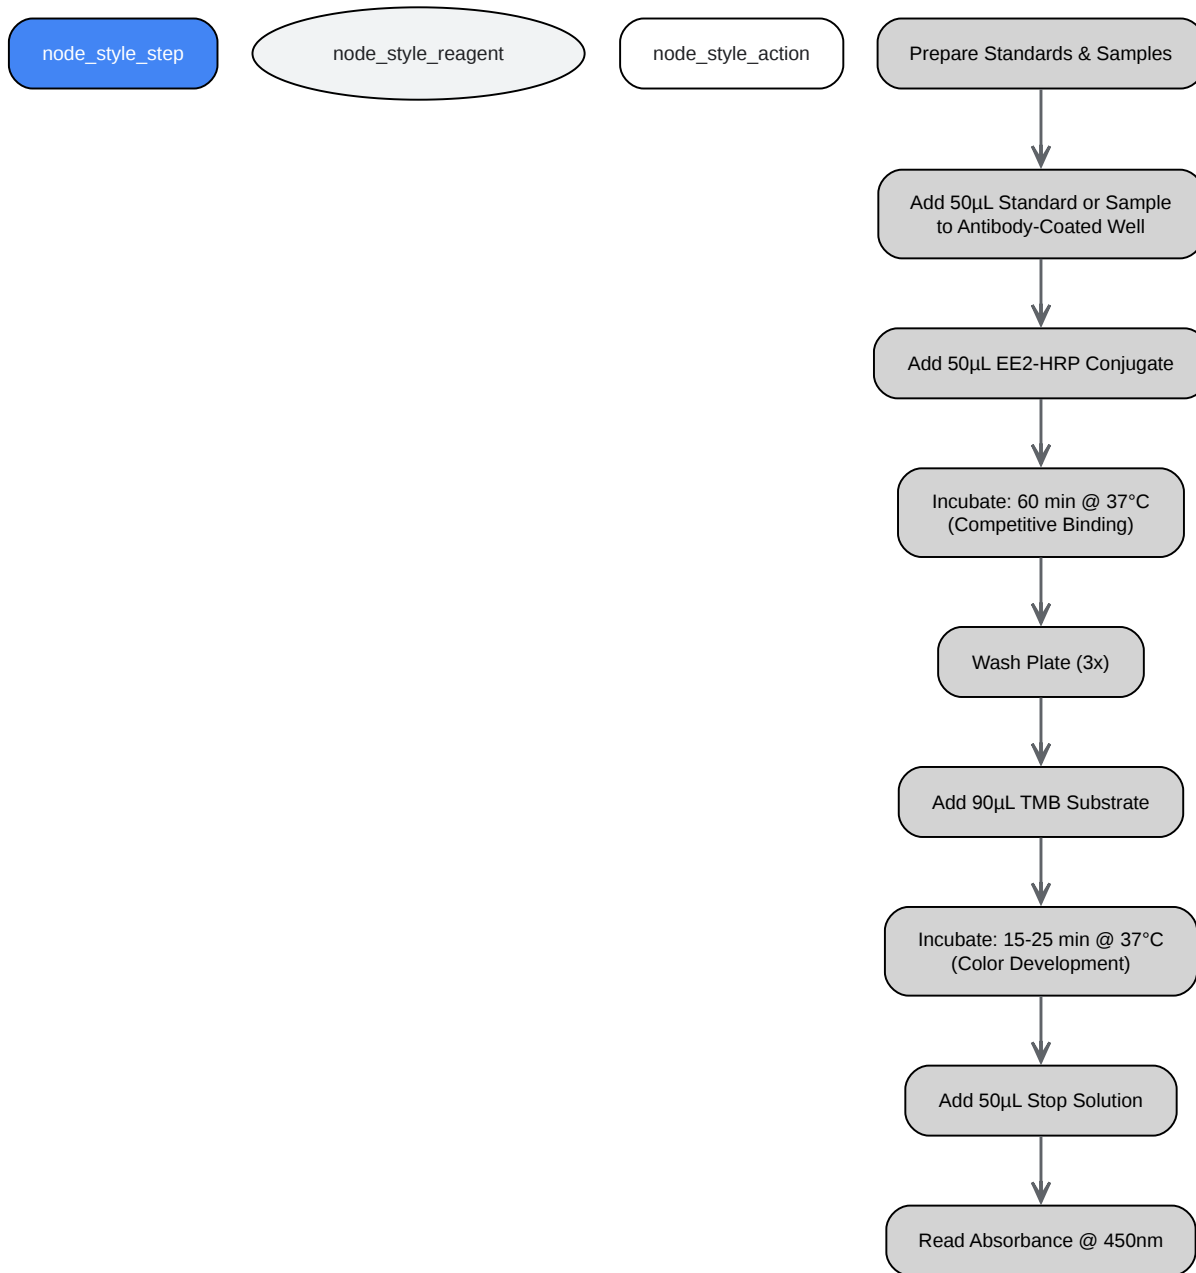 node_style_step
node_style_reagent
node_style_action
Prepare Standards & Samples
Add 50µL Standard or Sample
to Antibody-Coated Well
Add 50µL EE2-HRP Conjugate
Incubate: 60 min @ 37°C
(Competitive Binding)
Wash Plate (3x)
Add 90µL TMB Substrate
Incubate: 15-25 min @ 37°C
(Color Development)
Add 50µL Stop Solution
Read Absorbance @ 450nm